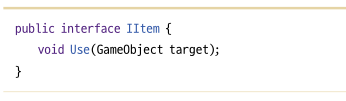 public interface IItem {
    void Use(GameObject target);
}